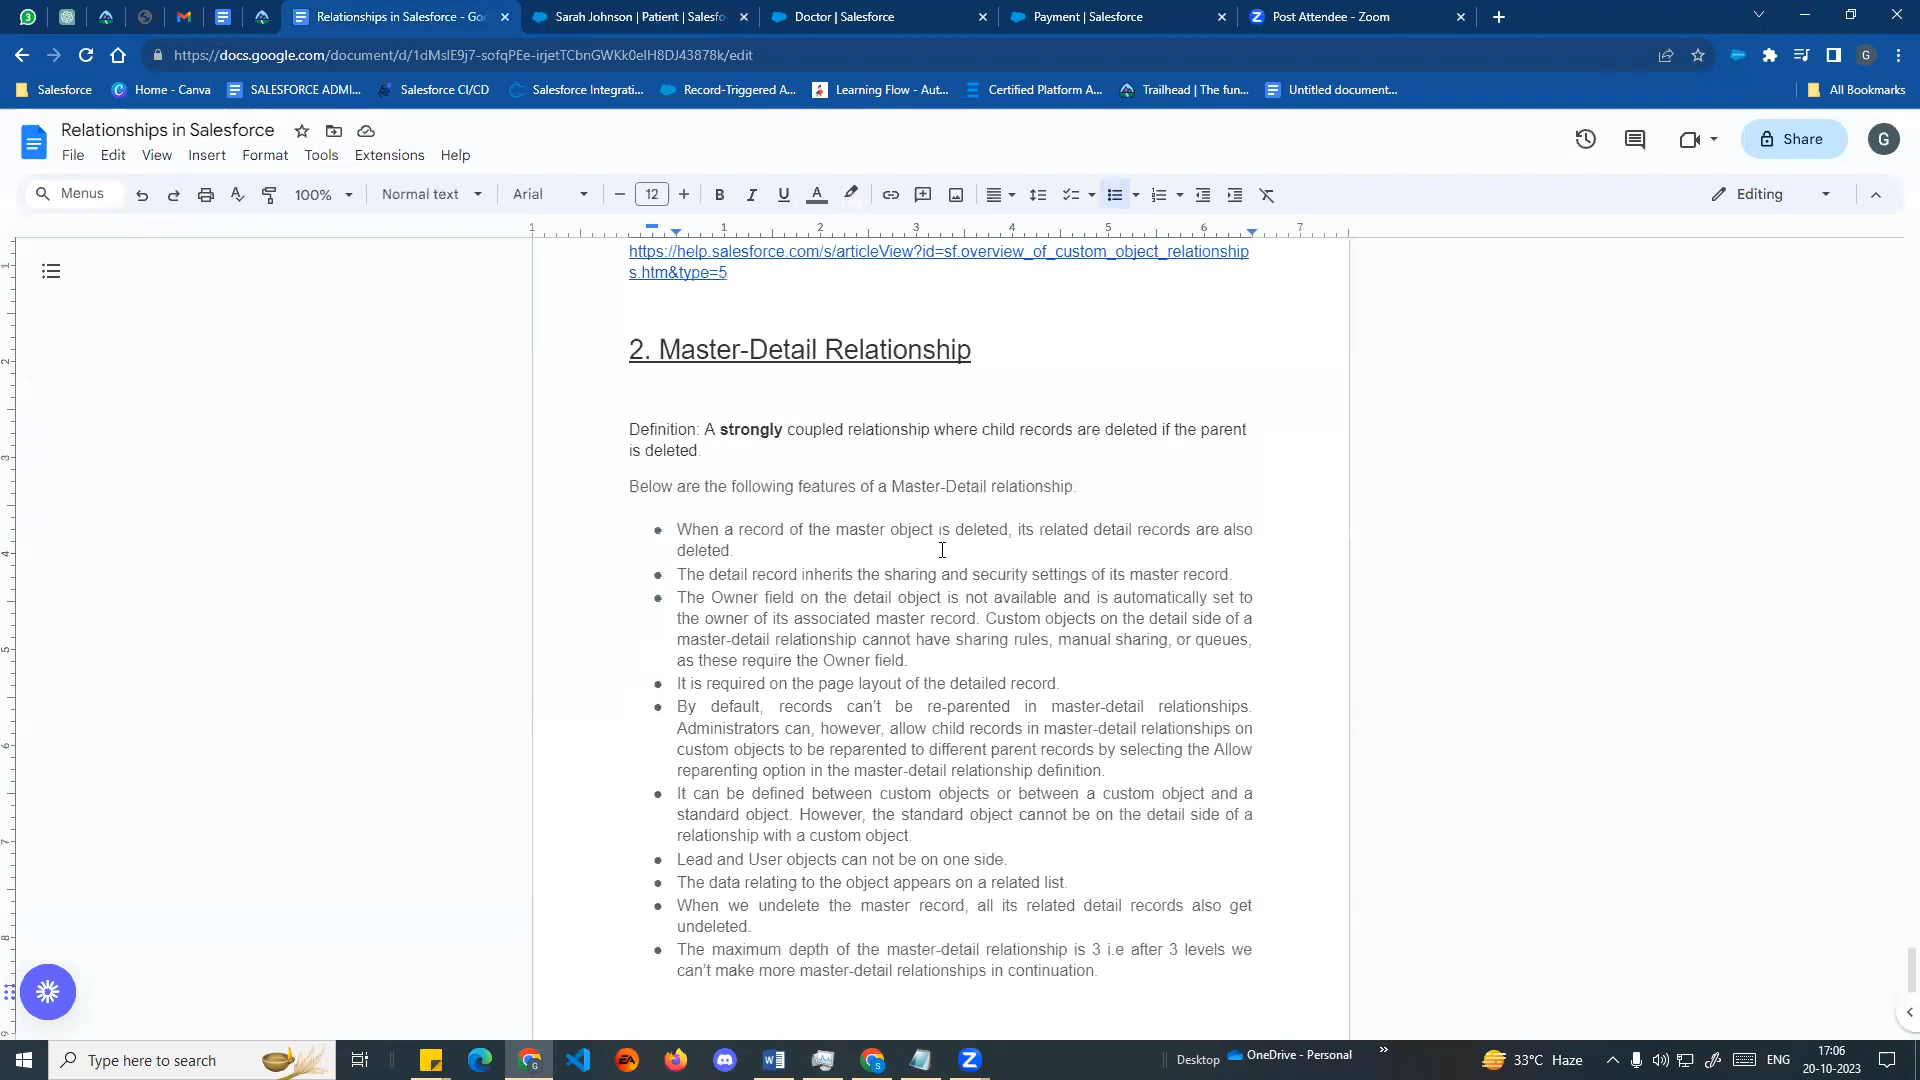 3
Relationships in Salesforce - Go
Sarah Johnson | Patient | Salesfo
Doctor | Salesforce
Payment | Salesforce
Post Attendee - Zoom
https://docs.google.com/document/d/1dMslE9j7-sofqPEe-irjetTCbnGWKk0elH8DJ43878k/edit
G
Salesforce
Home - Canva
SALESFORCE ADMI...
Salesforce CI/CD
Salesforce Integrati...
Record-Triggered A...
Learning Flow - Aut...
Certified Platform A...
Trailhead | The fun...
Untitled document...
All Bookmarks
Relationships in Salesforce
Share
G
File Edit View Insert Format Tools Extensions Help
Menus
100%
Normal text
Arial
12
B I U A
Editing
1 1 2 3 4 5 6 7
https://help.salesforce.com/s/articleView?id=sf.overview_of_custom_object_relationship
s.htm&type=5
2. Master-Detail Relationship
Definition: A strongly coupled relationship where child records are deleted if the parent
is deleted.
Below are the following features of a Master-Detail relationship.
● When a record of the master object is deleted, its related detail records are also
deleted.
● The detail record inherits the sharing and security settings of its master record.
● The Owner field on the detail object is not available and is automatically set to
the owner of its associated master record. Custom objects on the detail side of a
master-detail relationship cannot have sharing rules, manual sharing, or queues,
as these require the Owner field.
● It is required on the page layout of the detailed record.
● By default, records can’t be re-parented in master-detail relationships.
Administrators can, however, allow child records in master-detail relationships on
custom objects to be reparented to different parent records by selecting the Allow
reparenting option in the master-detail relationship definition.
● It can be defined between custom objects or between a custom object and a
standard object. However, the standard object cannot be on the detail side of a
relationship with a custom object.
● Lead and User objects can not be on one side.
● The data relating to the object appears on a related list.
● When we undelete the master record, all its related detail records also get
undeleted.
● The maximum depth of the master-detail relationship is 3 i.e after 3 levels we
can’t make more master-detail relationships in continuation.
Type here to search
Desktop
OneDrive - Personal
33°C Haze
ENG
17:06
20-10-2023